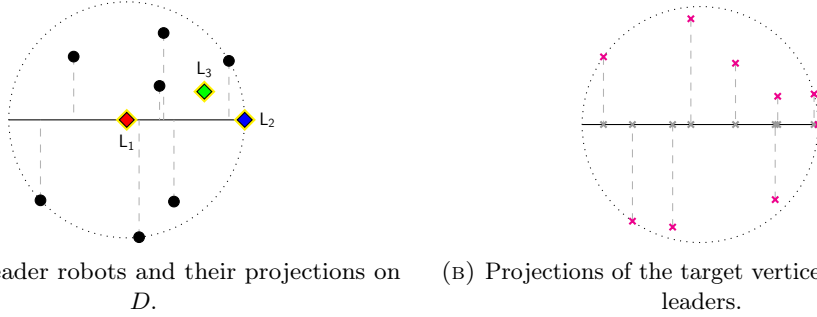 L3
L2
L1
eader robots and their projections on
D.
(B) Projections of the target vertice
leaders.